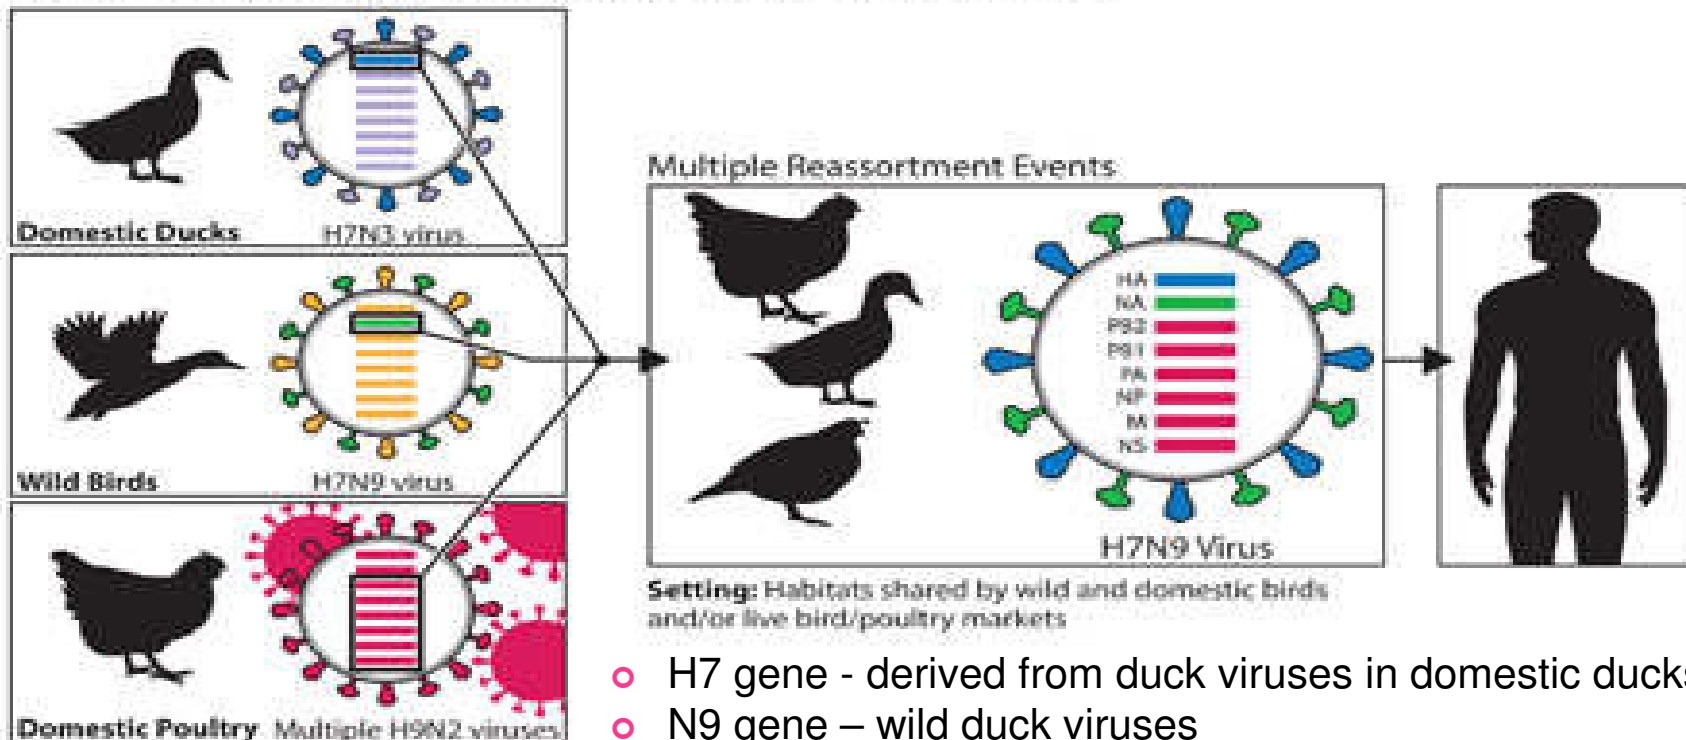 Domestic Ducks H7N3 virus
Wild Birds H7N9 virus
Domestic Poultry Multiple H9N2 viruses
Multiple Reassortment Events
HA
NA
PB2
PB1
PA
NP
M
NS
H7N9 Virus
Setting: Habitats shared by wild and domestic birds
and/or live bird/poultry markets
H7 gene - derived from duck viruses in domestic ducks
N9 gene – wild duck viruses